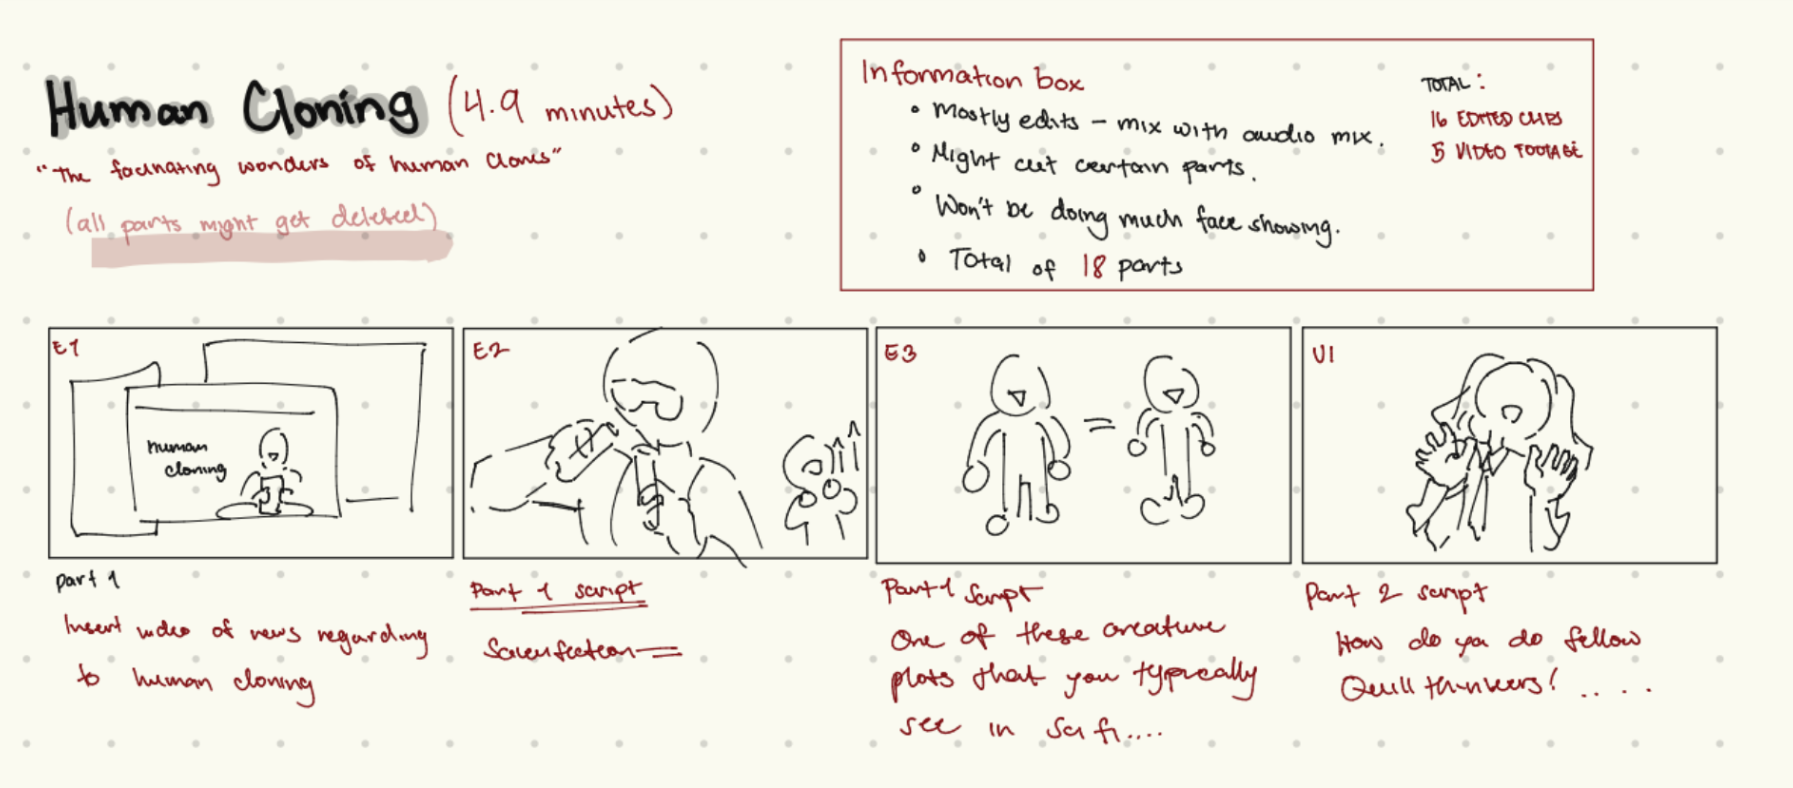 Human Cloning (4.9 minutes)
"The facinating wonders of human clones"
(all parts might get deleted)
Information box
• Mostly edits - mix with audio mix.
• Might cut certain parts.
• Won't be doing much face showing.
• Total of 18 parts
TOTAL:
16 EDITED CLIPS
5 VIDEO FOOTAGE
E1
human
cloning
E2
E3
=
V1
part 1
Insert video of news regarding
to human cloning
Part 1 script
Part 1 script
One of these creature
plots that you typically
see in Sci fi....
Part 2 script
How do ya do fellow
Quill thinkers! ....